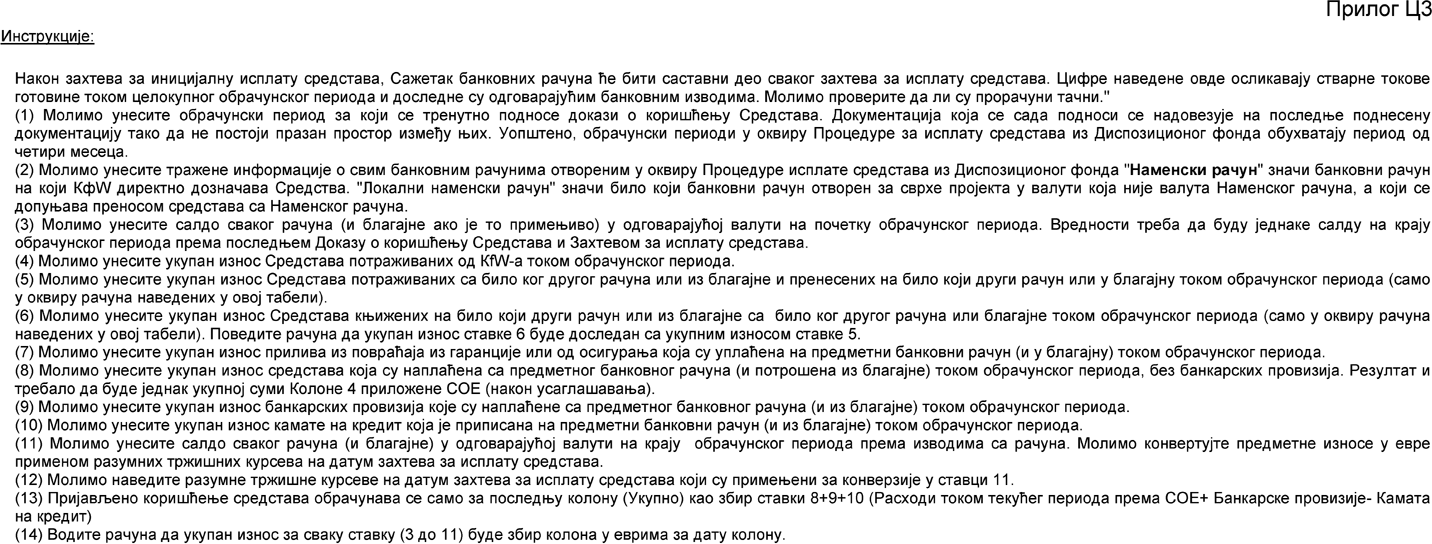 Прилог Ц3
Инструкције:
Након захтева за иницијалну исплату средстава, Сажетак банковних рачуна ће бити саставни део сваког захтева за исплату средстава. Цифре наведене овде осликавају стварне токове
готовине током целокупног обрачунског периода и доследне су одговарајућим банковним изводима. Молимо проверите да ли су прорачуни тачни."
(1) Молимо унесите обрачунски период за који се тренутно подносе докази о коришћењу Средстава. Документација која се сада подноси се надовезује на последње поднесену
документацију тако да не постоји празан простор између њих. Уопштено, обрачунски периоди у оквиру Процедуре за исплату средстава из Диспозиционог фонда обухватају период од
четири месеца.
(2) Молимо унесите тражене информације о свим банковним рачунима отвореним у оквиру Процедуре исплате средстава из Диспозиционог фонда "Наменски рачун" значи банковни рачун
на који КфW директно дозначава Средства. "Локални наменски рачун" значи било који банковни рачун отворен за сврхе пројекта у валути која није валута Наменског рачуна, а који се
допуњава преносом средстава са Наменског рачуна.
(3) Молимо унесите салдо сваког рачуна (и благајне ако је то примењиво) у одговарајућој валути на почетку обрачунског периода. Вредности треба да буду једнаке салду на крају
обрачунског периода према последњем Доказу о коришћењу Средстава и Захтевом за исплату средстава.
(4) Молимо унесите укупан износ Средстава потраживаних од КfW-а током обрачунског периода.
(5) Молимо унесите укупан износ Средстава потраживаних са било ког другог рачуна или из благајне и пренесених на било који други рачун или у благајну током обрачунског периода (само
у оквиру рачуна наведених у овој табели).
(6) Молимо унесите укупан износ Средстава књижених на било који други рачун или из благајне са било ког другог рачуна или благајне током обрачунског периода (само у оквиру рачуна
наведених у овој табели). Поведите рачуна да укупан износ ставке 6 буде доследан са укупним износом ставке 5.
(7) Молимо унесите укупан износ прилива из повраћаја из гаранције или од осигурања која су уплаћена на предметни банковни рачун (и у благајну) током обрачунског периода.
(8) Молимо унесите укупан износ средстава која су наплаћена са предметног банковног рачуна (и потрошена из благајне) током обрачунског периода, без банкарских провизија. Резултат и
требало да буде једнак укупној суми Колоне 4 приложене СОЕ (након усаглашавања).
(9) Молимо унесите укупан износ банкарских провизија које су наплаћене са предметног банковног рачуна (и из благајне) током обрачунског периода.
(10) Молимо унесите укупан износ камате на кредит која је приписана на предметни банковни рачун (и из благајне) током обрачунског периода.
(11) Молимо унесите салдо сваког рачуна (и благајне) у одговарајућој валути на крају обрачунског периода према изводима са рачуна. Молимо конвертујте предметне износе у евре
применом разумних тржишних курсева на датум захтева за исплату средстава.
(12) Молимо наведите разумне тржишне курсеве на датум захтева за исплату средстава који су примењени за конверзије у ставци 11.
(13) Пријављено коришћење средстава обрачунава се само за последњу колону (Укупно) као збир ставки 8+9+10 (Расходи током текућег периода према СОЕ+ Банкарске провизије- Камата
на кредит)
(14) Водите рачуна да укупан износ за сваку ставку (3 до 11) буде збир колона у еврима за дату колону.